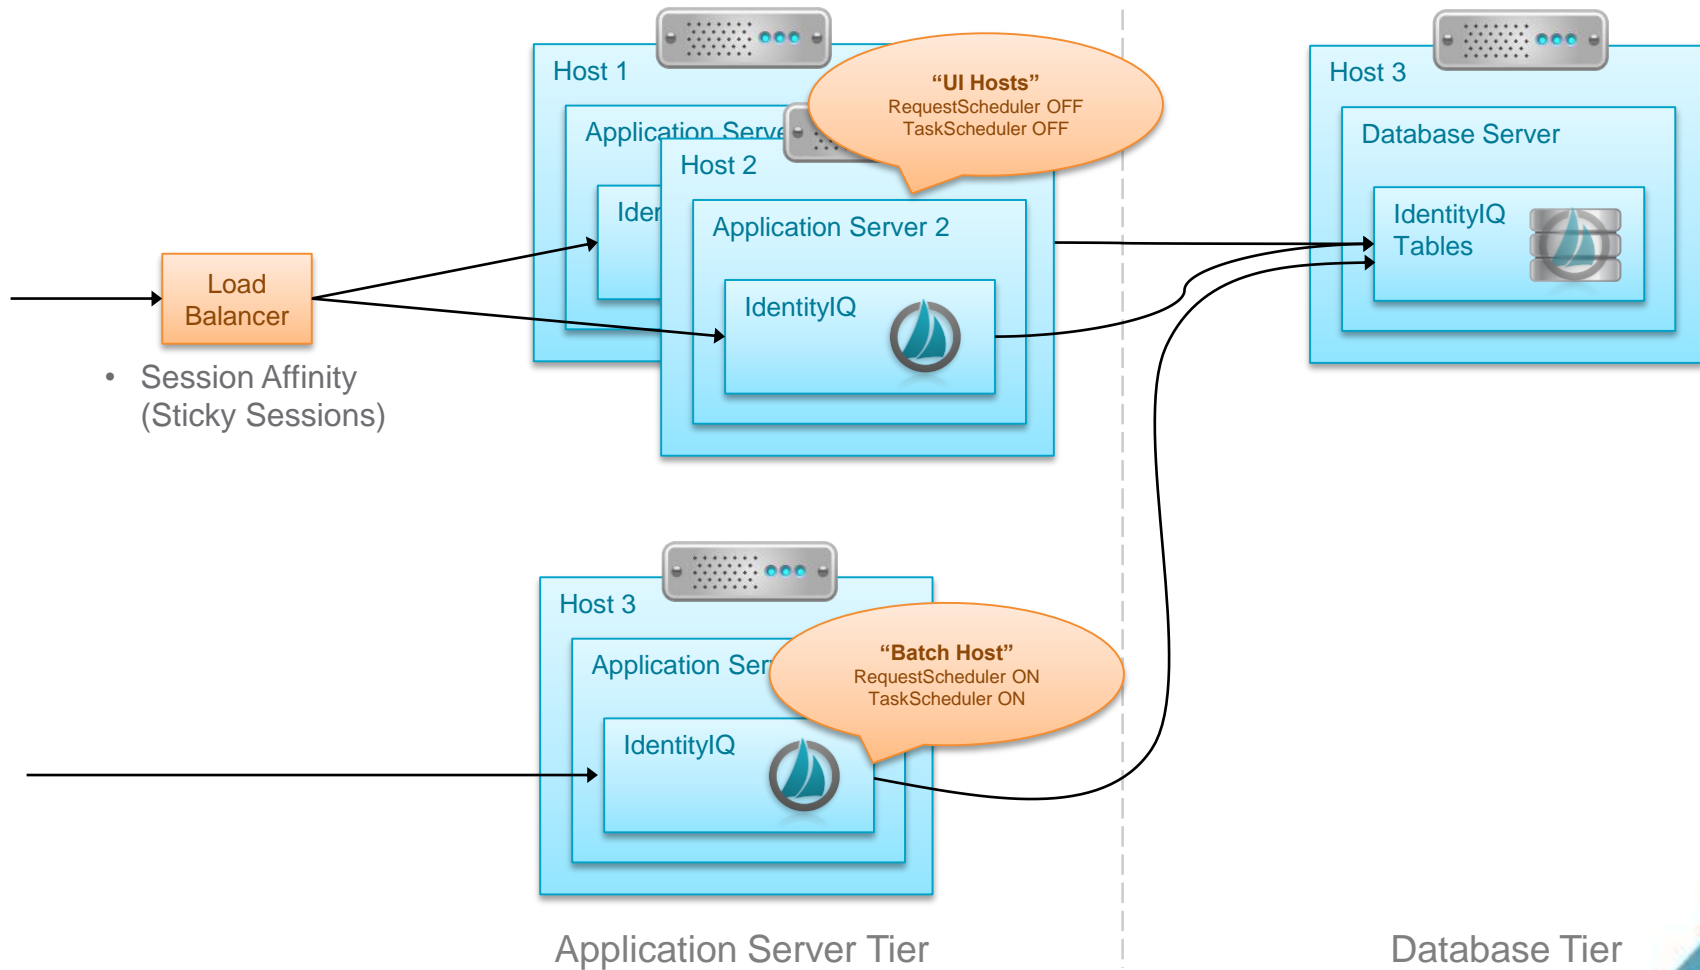 Host 1
Application Serve
Iden
Host 2
Application Server 2
IdentityIQ
“UI Hosts”
RequestScheduler OFF
TaskScheduler OFF
Host 3
Database Server
IdentityIQ
Tables
Load
Balancer
• Session Affinity
(Sticky Sessions)
Host 3
Application Ser
IdentityIQ
“Batch Host”
RequestScheduler ON
TaskScheduler ON
Application Server Tier
Database Tier